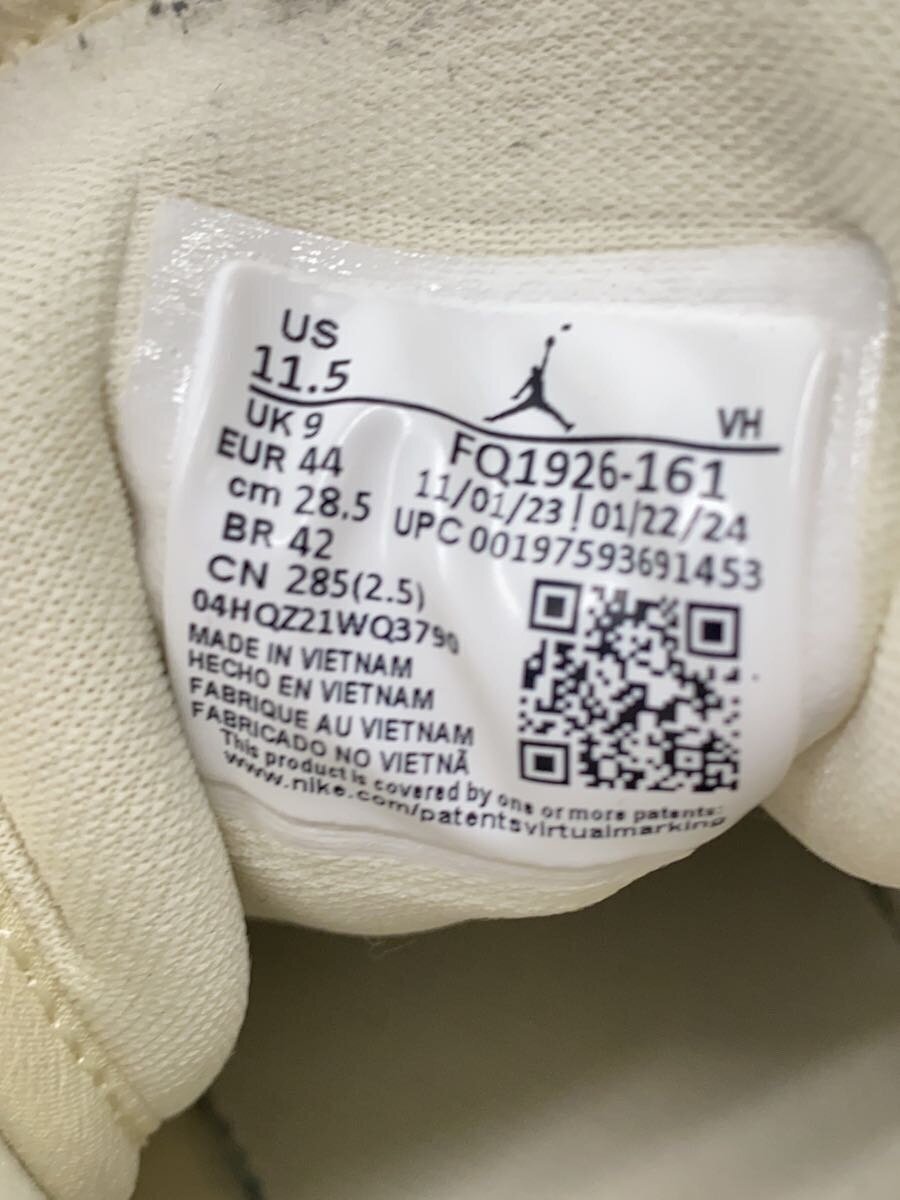 US
11.5
VH
UK 9
EUR 44
cm 28.5
BR 42
CN 285(2.5)
FQ1926-161
11/01/23 | 01/22/24
UPC 00197593691453
04HQZ21WQ3790
MADE IN VIETNAM
HECHO EN VIETNAM
FABRIQUE AU VIETNAM
FABRICADO NO VIETNÃ
This product is covered by one or more patents:
www.nike.com/patentsvirtualmarking